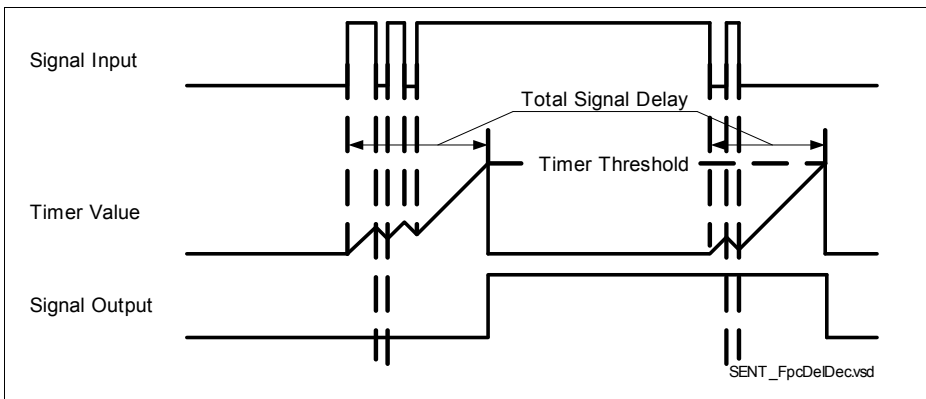 Signal Input
Total Signal Delay
Timer Threshold
Timer Value
Signal Output
SENT_FpcDelDec.vsd